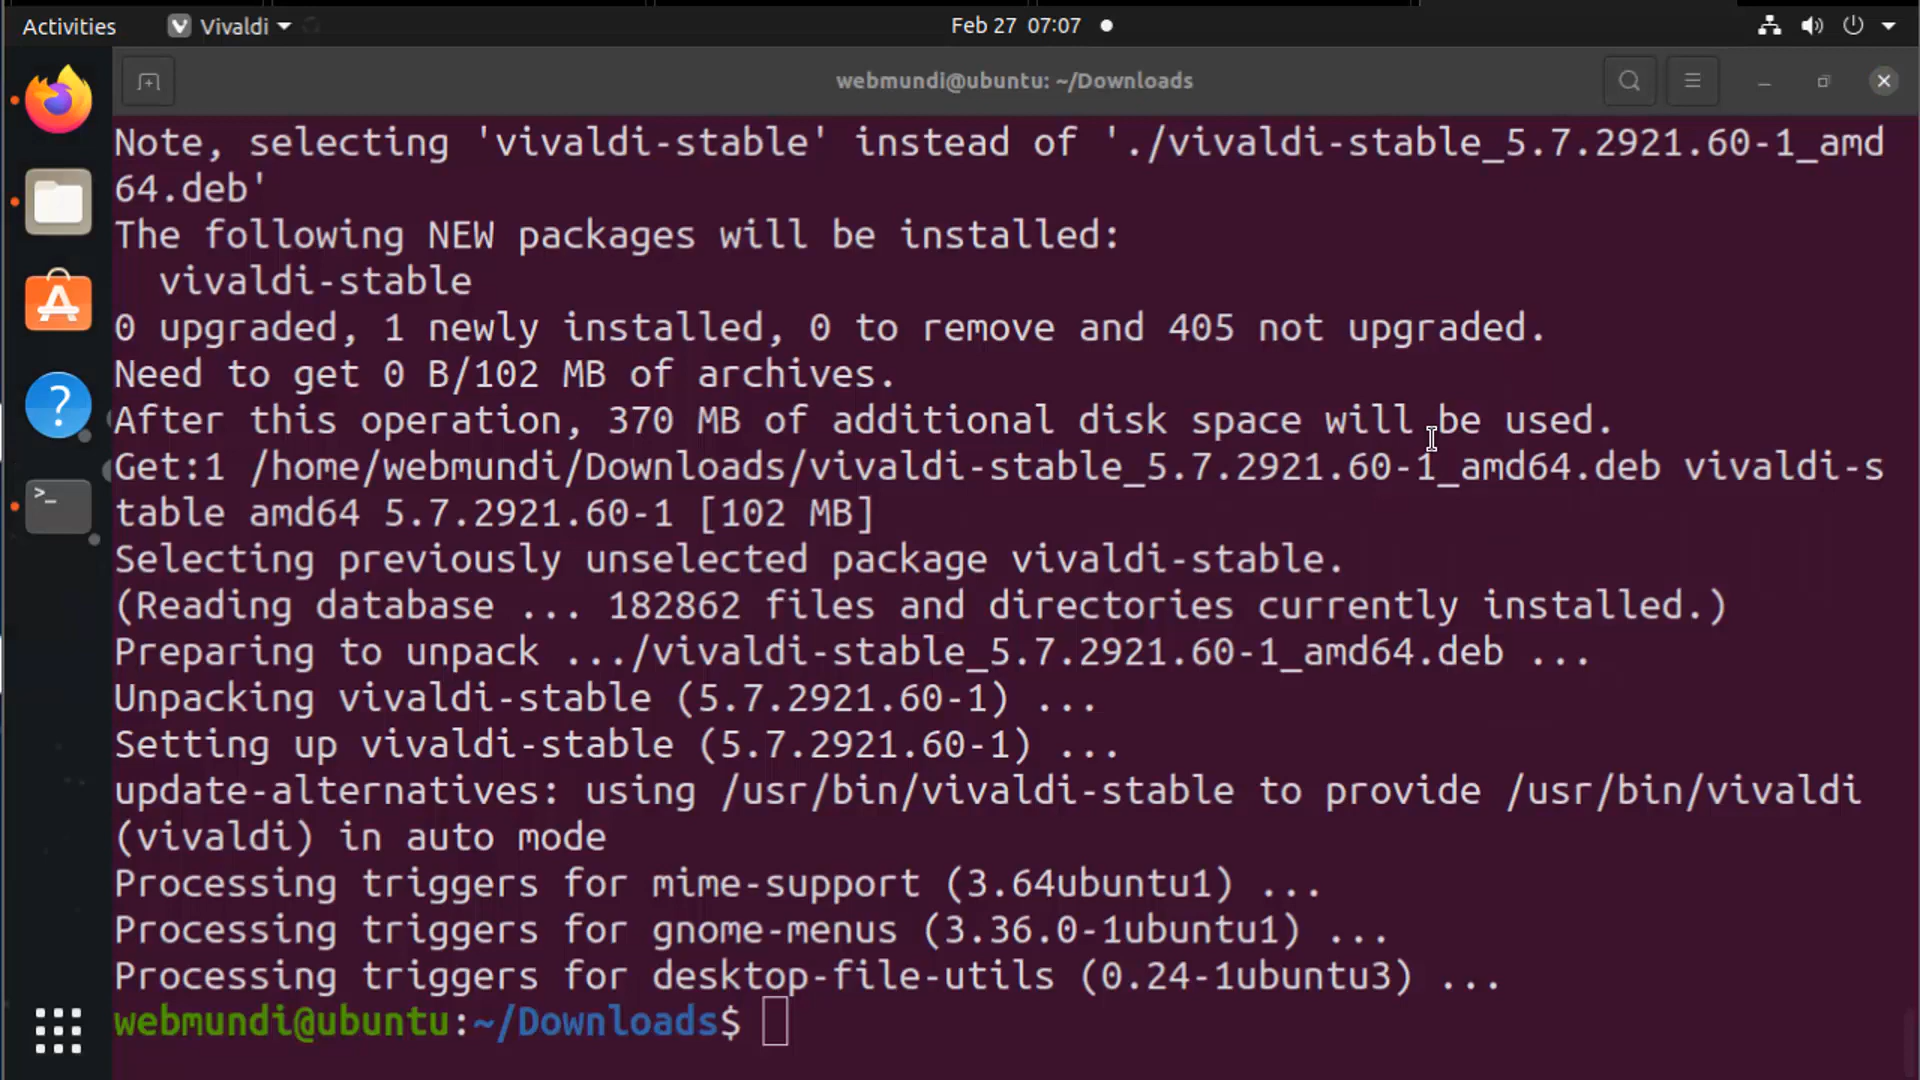 Activities
Vivaldi
Feb 27 07:07
webmundi@ubuntu: ~/Downloads
Note, selecting 'vivaldi-stable' instead of './vivaldi-stable_5.7.2921.60-1_amd
64.deb'
The following NEW packages will be installed:
vivaldi-stable
0 upgraded, 1 newly installed, 0 to remove and 405 not upgraded.
Need to get 0 B/102 MB of archives.
After this operation, 370 MB of additional disk space will be used.
Get:1 /home/webmundi/Downloads/vivaldi-stable_5.7.2921.60-1_amd64.deb vivaldi-s
table amd64 5.7.2921.60-1 [102 MB]
Selecting previously unselected package vivaldi-stable.
(Reading database ... 182862 files and directories currently installed.)
Preparing to unpack .../vivaldi-stable_5.7.2921.60-1_amd64.deb ...
Unpacking vivaldi-stable (5.7.2921.60-1) ...
Setting up vivaldi-stable (5.7.2921.60-1) ...
update-alternatives: using /usr/bin/vivaldi-stable to provide /usr/bin/vivaldi
(vivaldi) in auto mode
Processing triggers for mime-support (3.64ubuntu1) ...
Processing triggers for gnome-menus (3.36.0-1ubuntu1) ...
Processing triggers for desktop-file-utils (0.24-1ubuntu3) ...
webmundi@ubuntu:~/Downloads$